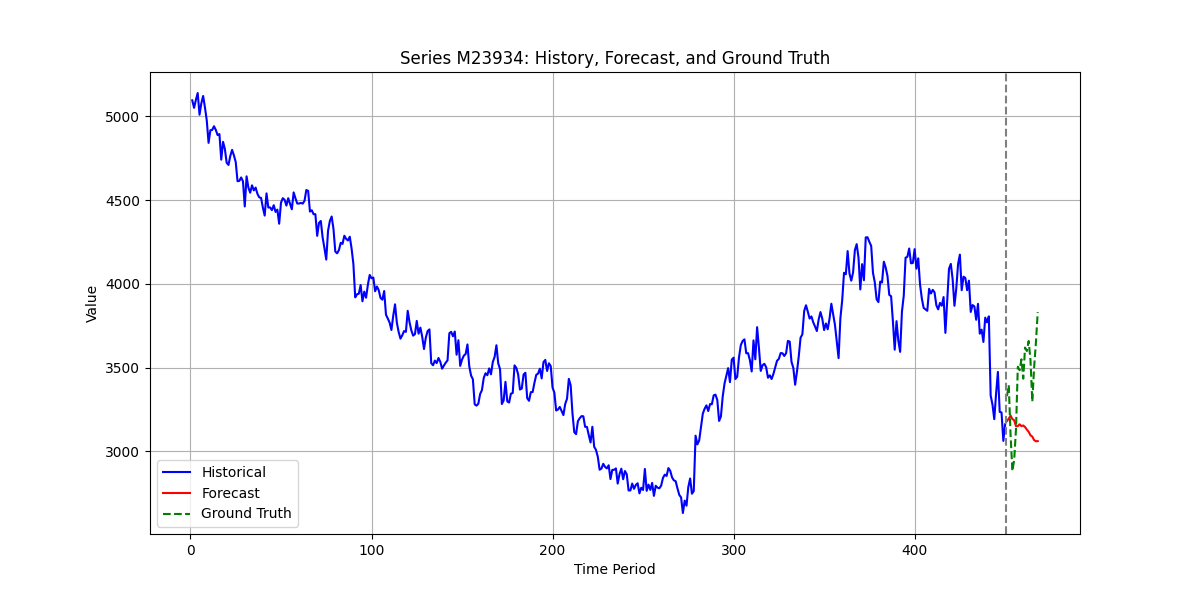 Series M23934: History, Forecast, and Ground Truth
5000
4500
4000
3500
3000
Value
Historical
Forecast
Ground Truth
0 100 200 300 400
Time Period